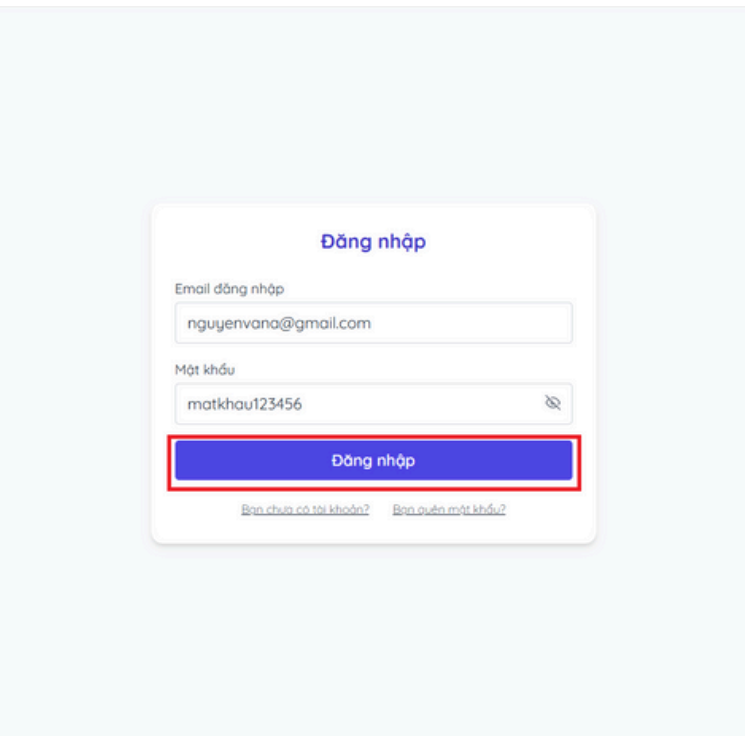 Đăng nhập
Email đăng nhập
nguyenvana@gmail.com
Mật khẩu
matkhau123456
Đăng nhập
Bạn chưa có tài khoản? Bạn quên mật khẩu?